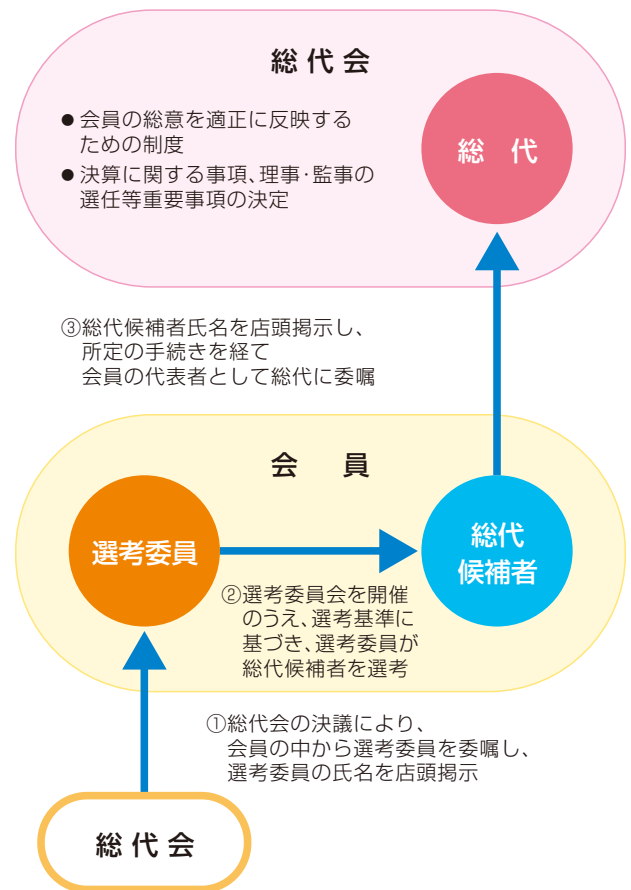 総代会
●会員の総意を適正に反映する
ための制度
●決算に関する事項、理事・監事の
選任等重要事項の決定
総 代
③総代候補者氏名を店頭掲示し、
所定の手続きを経て
会員の代表者として総代に委嘱
会 員
選考委員
総代
候補者
②選考委員会を開催
のうえ、選考基準に
基づき、選考委員が
総代候補者を選考
①総代会の決議により、
会員の中から選考委員を委嘱し、
選考委員の氏名を店頭掲示
総代会